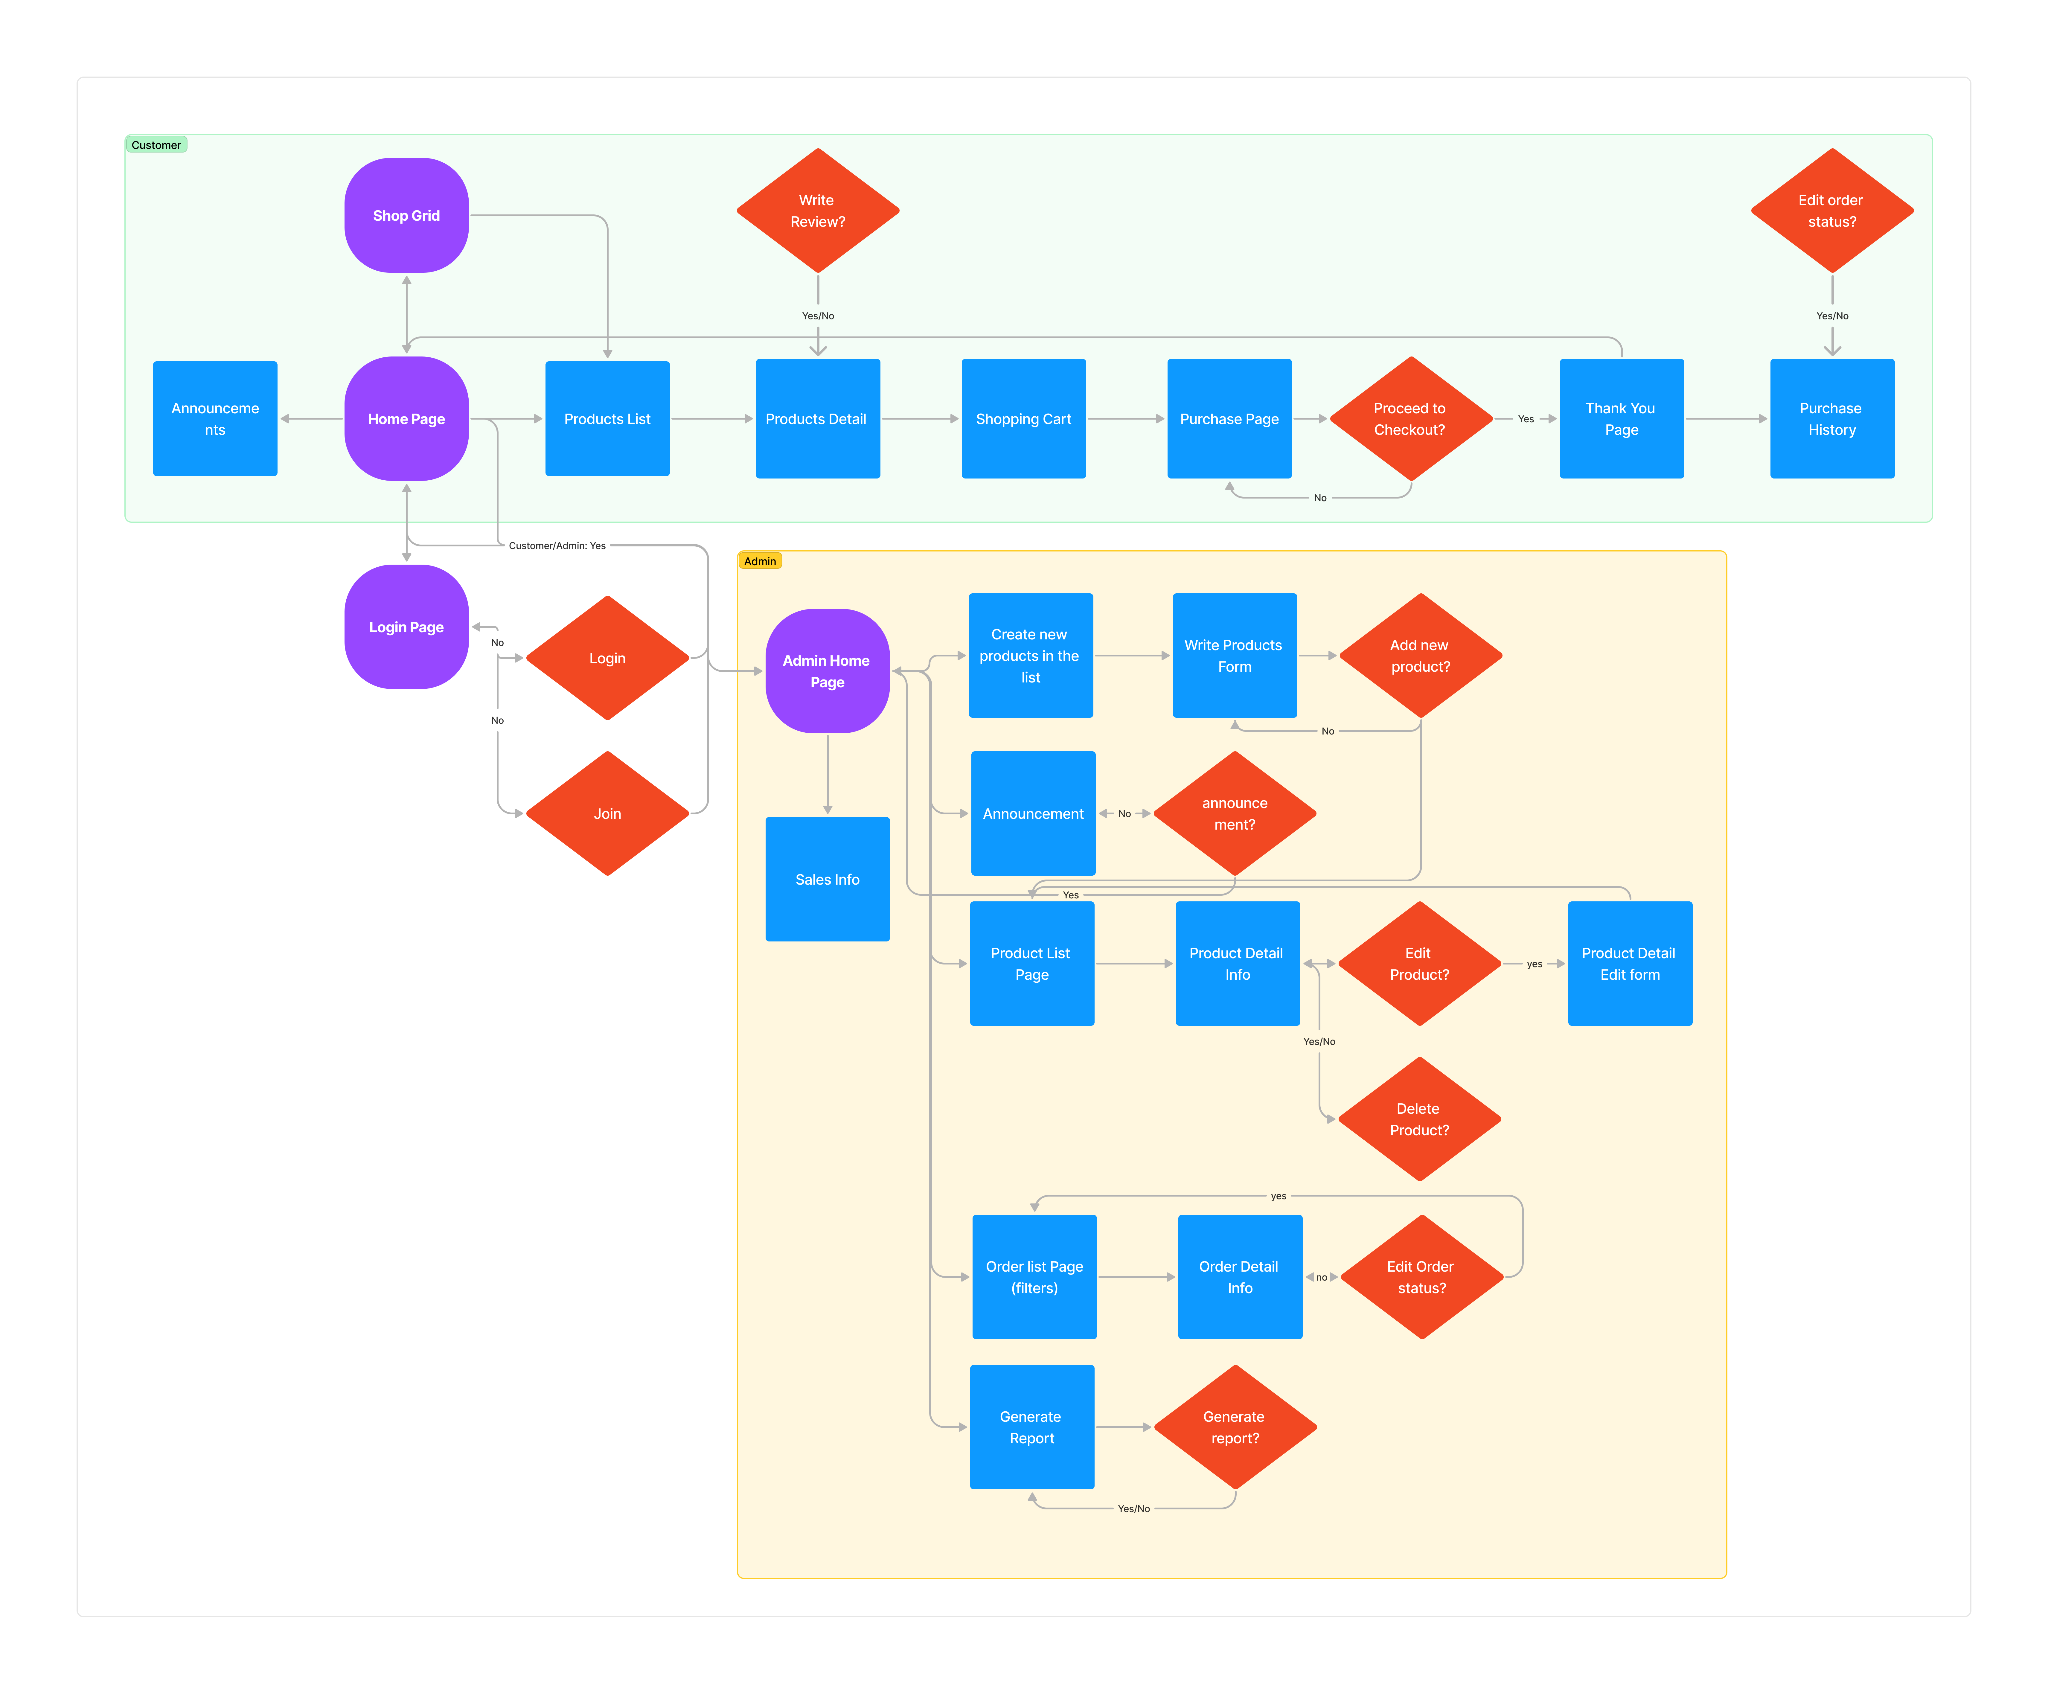 Customer
Shop Grid
Write
Review?
Edit order
status?
Yes/No
Yes/No
Announceme
nts
Home Page
Products List
Products Detail
Shopping Cart
Purchase Page
Proceed to
Checkout?
Yes
Thank You
Page
Purchase
History
No
Customer/Admin: Yes
Login Page
No
Login
No
Join
Admin
Admin Home
Page
Create new
products in the
list
Write Products
Form
Add new
product?
No
Announcement
No
announce
ment?
Sales Info
Yes
Product List
Page
Product Detail
Info
Edit
Product?
yes
Product Detail
Edit form
Yes/No
Delete
Product?
yes
Order list Page
(filters)
Order Detail
Info
no
Edit Order
status?
Generate
Report
Generate
report?
Yes/No